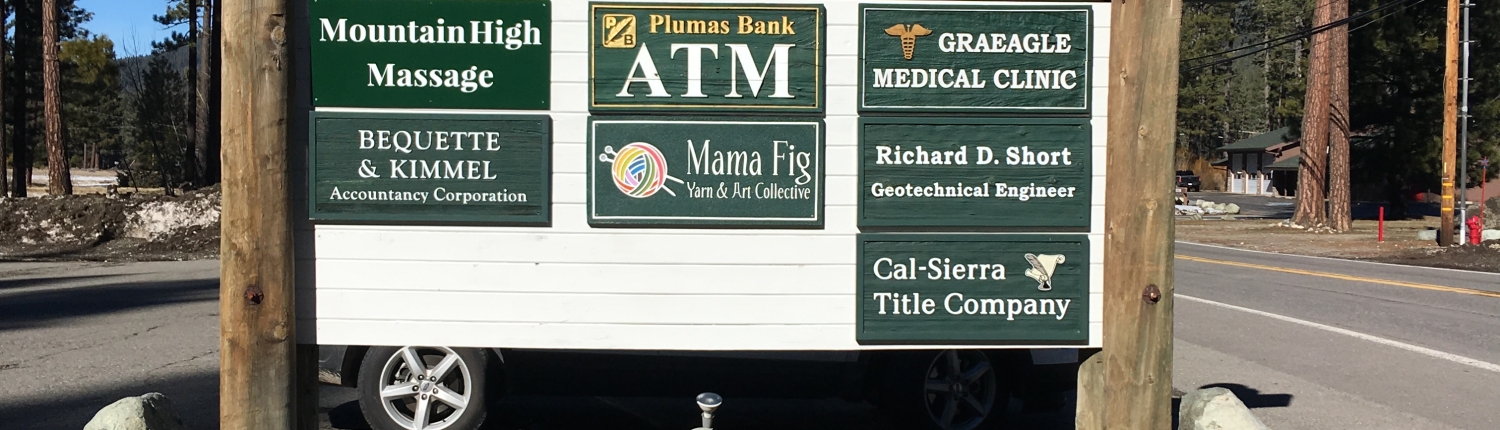 Mountain High
Massage
BEQUETTE
& KIMMEL
Accountancy Corporation
P B
Plumas Bank
ATM
Mama Fig
Yarn & Art Collective
GRAEAGLE
MEDICAL CLINIC
Richard D. Short
Geotechnical Engineer
Cal-Sierra
Title Company